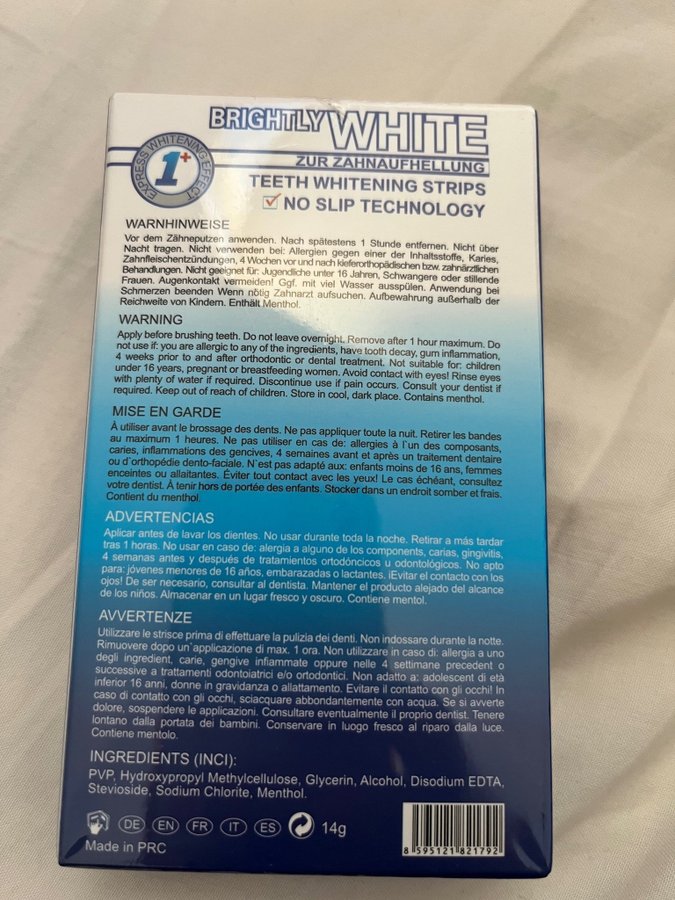 BRIGHTLY WHITE
ZUR ZAHNAUFHELLUNG
EXPRESS WHITENING EFFECT
1+
TEETH WHITENING STRIPS
NO SLIP TECHNOLOGY
WARNHINWEISE
Vor dem Zähneputzen anwenden. Nach spätestens 1 Stunde entfernen. Nicht über
Nacht tragen. Nicht verwenden bei: Allergien gegen einer der Inhaltsstoffe, Karies,
Zahnfleischentzündungen, 4 Wochen vor und nach kieferorthopädischen bzw. zahnärztlichen
Behandlungen. Nicht geeignet für: Jugendliche unter 16 Jahren, Schwangere oder stillende
Frauen. Augenkontakt vermeiden! Ggf. mit viel Wasser ausspülen. Anwendung bei
Schmerzen beenden Wenn nötig Zahnarzt aufsuchen. Aufbewahrung außerhalb der
Reichweite von Kindern. Enthält Menthol.
WARNING
Apply before brushing teeth. Do not leave overnight. Remove after 1 hour maximum. Do
not use if: you are allergic to any of the ingredients, have tooth decay, gum inflammation,
4 weeks prior to and after orthodontic or dental treatment. Not suitable for: children
under 16 years, pregnant or breastfeeding women. Avoid contact with eyes! Rinse eyes
with plenty of water if required. Discontinue use if pain occurs. Consult your dentist if
required. Keep out of reach of children. Store in cool, dark place. Contains menthol.
MISE EN GARDE
À utiliser avant le brossage des dents. Ne pas appliquer toute la nuit. Retirer les bandes
au maximum 1 heures. Ne pas utiliser en cas de: allergies à l`un des composants,
caries, inflammations des gencives, 4 semaines avant et après un traitement dentaire
ou d`orthopédie dento-faciale. N`est pas adapté aux: enfants moins de 16 ans, femmes
enceintes ou allaitantes. Éviter tout contact avec les yeux! Le cas échéant, consultez
votre dentist. À tenir hors de portée des enfants. Stocker dans un endroit somber et frais.
Contient du menthol.
ADVERTENCIAS
Aplicar antes de lavar los dientes. No usar durante toda la noche. Retirar a más tardar
tras 1 horas. No usar en caso de: alergia a alguno de los components, carias, gingivitis,
4 semanas antes y después de tratamientos ortodóncicos u odontológicos. No apto
para: jóvenes menores de 16 años, embarazadas o lactantes. ¡Evitar el contacto con los
ojos! De ser necesario, consultar al dentista. Mantener el producto alejado del alcance
de los niños. Almacenar en un lugar fresco y oscuro. Contiene mentol.
AVVERTENZE
Utilizzare le strisce prima di effettuare la pulizia dei denti. Non indossare durante la notte.
Rimuovere dopo un`applicazione di max. 1 ora. Non utilizzare in caso di: allergia a uno
degli ingredient, carie, gengive infiammate oppure nelle 4 settimane precedent o
successive a trattamenti odontoiatrici e/o ortodontici. Non adatto a: adolescent di età
inferior 16 anni, donne in gravidanza o allattamento. Evitare il contatto con gli occhi! In
caso di contatto con gli occhi, sciacquare abbondantemente con acqua. Se si avverte
dolore, sospendere le applicazioni. Consultare eventualmente il proprio dentist. Tenere
lontano dalla portata dei bambini. Conservare in luogo fresco al riparo dalla luce.
Contiene mentolo.
INGREDIENTS (INCI):
PVP, Hydroxypropyl Methylcellulose, Glycerin, Alcohol, Disodium EDTA,
Stevioside, Sodium Chlorite, Menthol.
DE EN FR IT ES 14g
Made in PRC
8 595121 821792